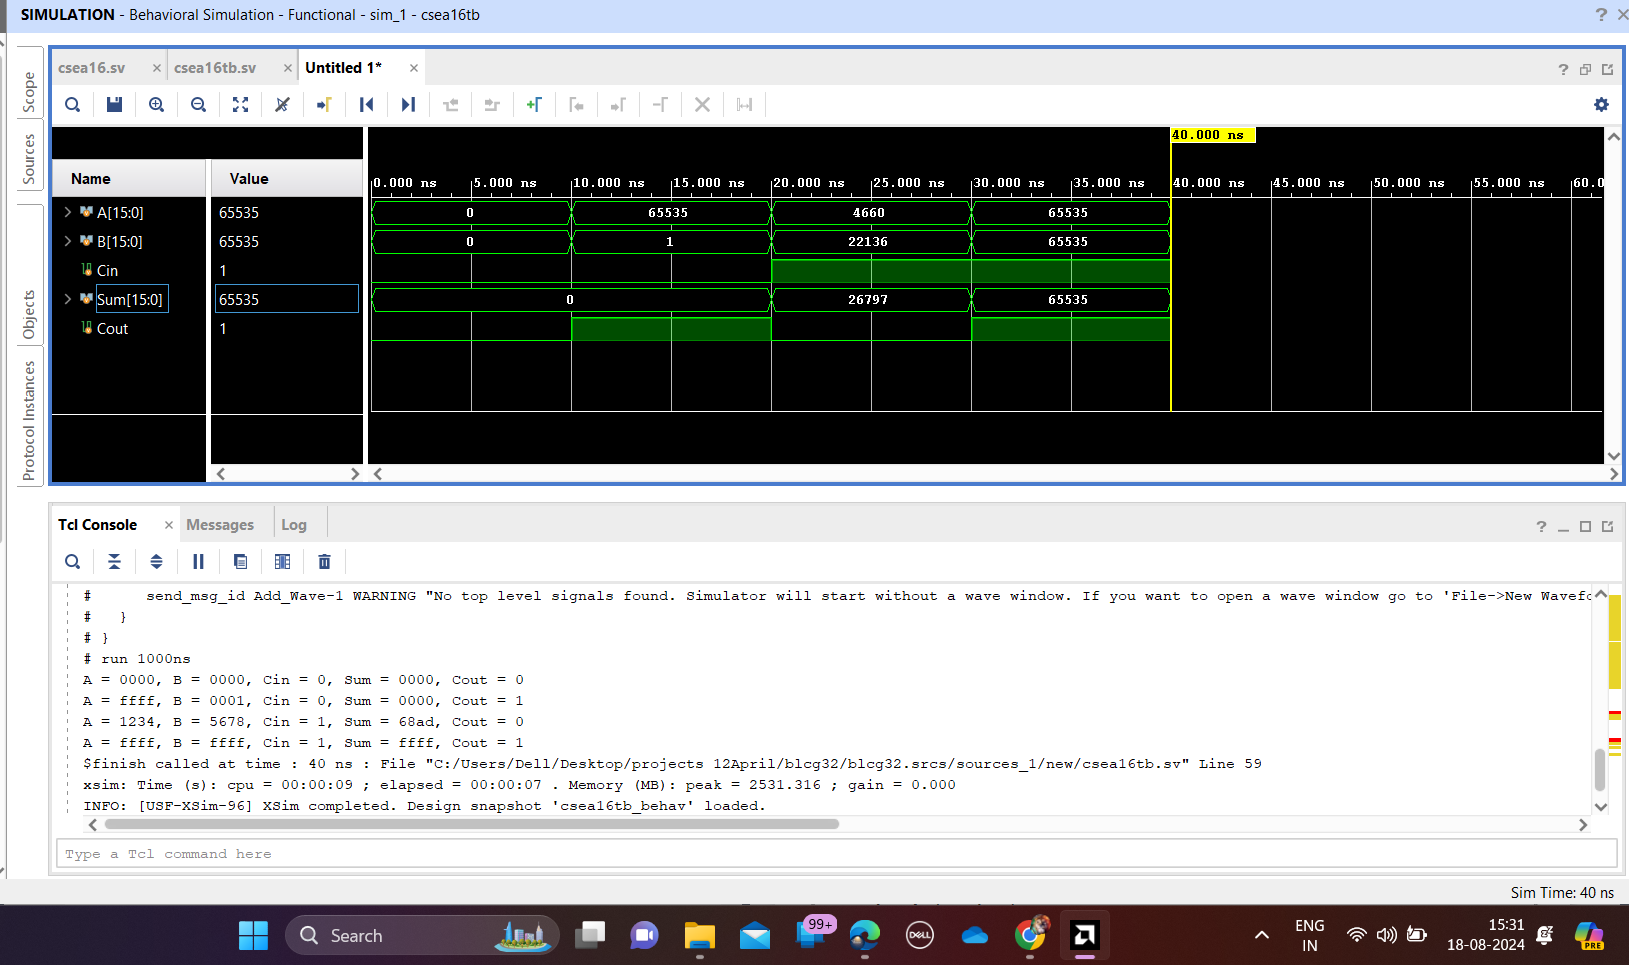 SIMULATION - Behavioral Simulation - Functional - sim_1 - csea16tb
? ×
Scope
Sources
Objects
Protocol Instances
csea16.sv × csea16tb.sv × Untitled 1* ×
?
40.000 ns
Name Value
0.000 ns 5.000 ns 10.000 ns 15.000 ns 20.000 ns 25.000 ns 30.000 ns 35.000 ns 40.000 ns 45.000 ns 50.000 ns 55.000 ns 60.0
A[15:0] 65535 0 65535 4660 65535
B[15:0] 65535 0 1 22136 65535
Cin 1
Sum[15:0] 65535 0 26797 65535
Cout 1
Tcl Console × Messages Log
?
# send_msg_id Add_Wave-1 WARNING "No top level signals found. Simulator will start without a wave window. If you want to open a wave window go to 'File->New Wavefo
# }
# }
# run 1000ns
A = 0000, B = 0000, Cin = 0, Sum = 0000, Cout = 0
A = ffff, B = 0001, Cin = 0, Sum = 0000, Cout = 1
A = 1234, B = 5678, Cin = 1, Sum = 68ad, Cout = 0
A = ffff, B = ffff, Cin = 1, Sum = ffff, Cout = 1
$finish called at time : 40 ns : File "C:/Users/Dell/Desktop/projects 12April/blcg32/blcg32.srcs/sources_1/new/csea16tb.sv" Line 59
xsim: Time (s): cpu = 00:00:09 ; elapsed = 00:00:07 . Memory (MB): peak = 2531.316 ; gain = 0.000
INFO: [USF-XSim-96] XSim completed. Design snapshot 'csea16tb_behav' loaded.
Type a Tcl command here
Sim Time: 40 ns
Search
99+
DELL
ENG
IN
15:31
18-08-2024
PRE